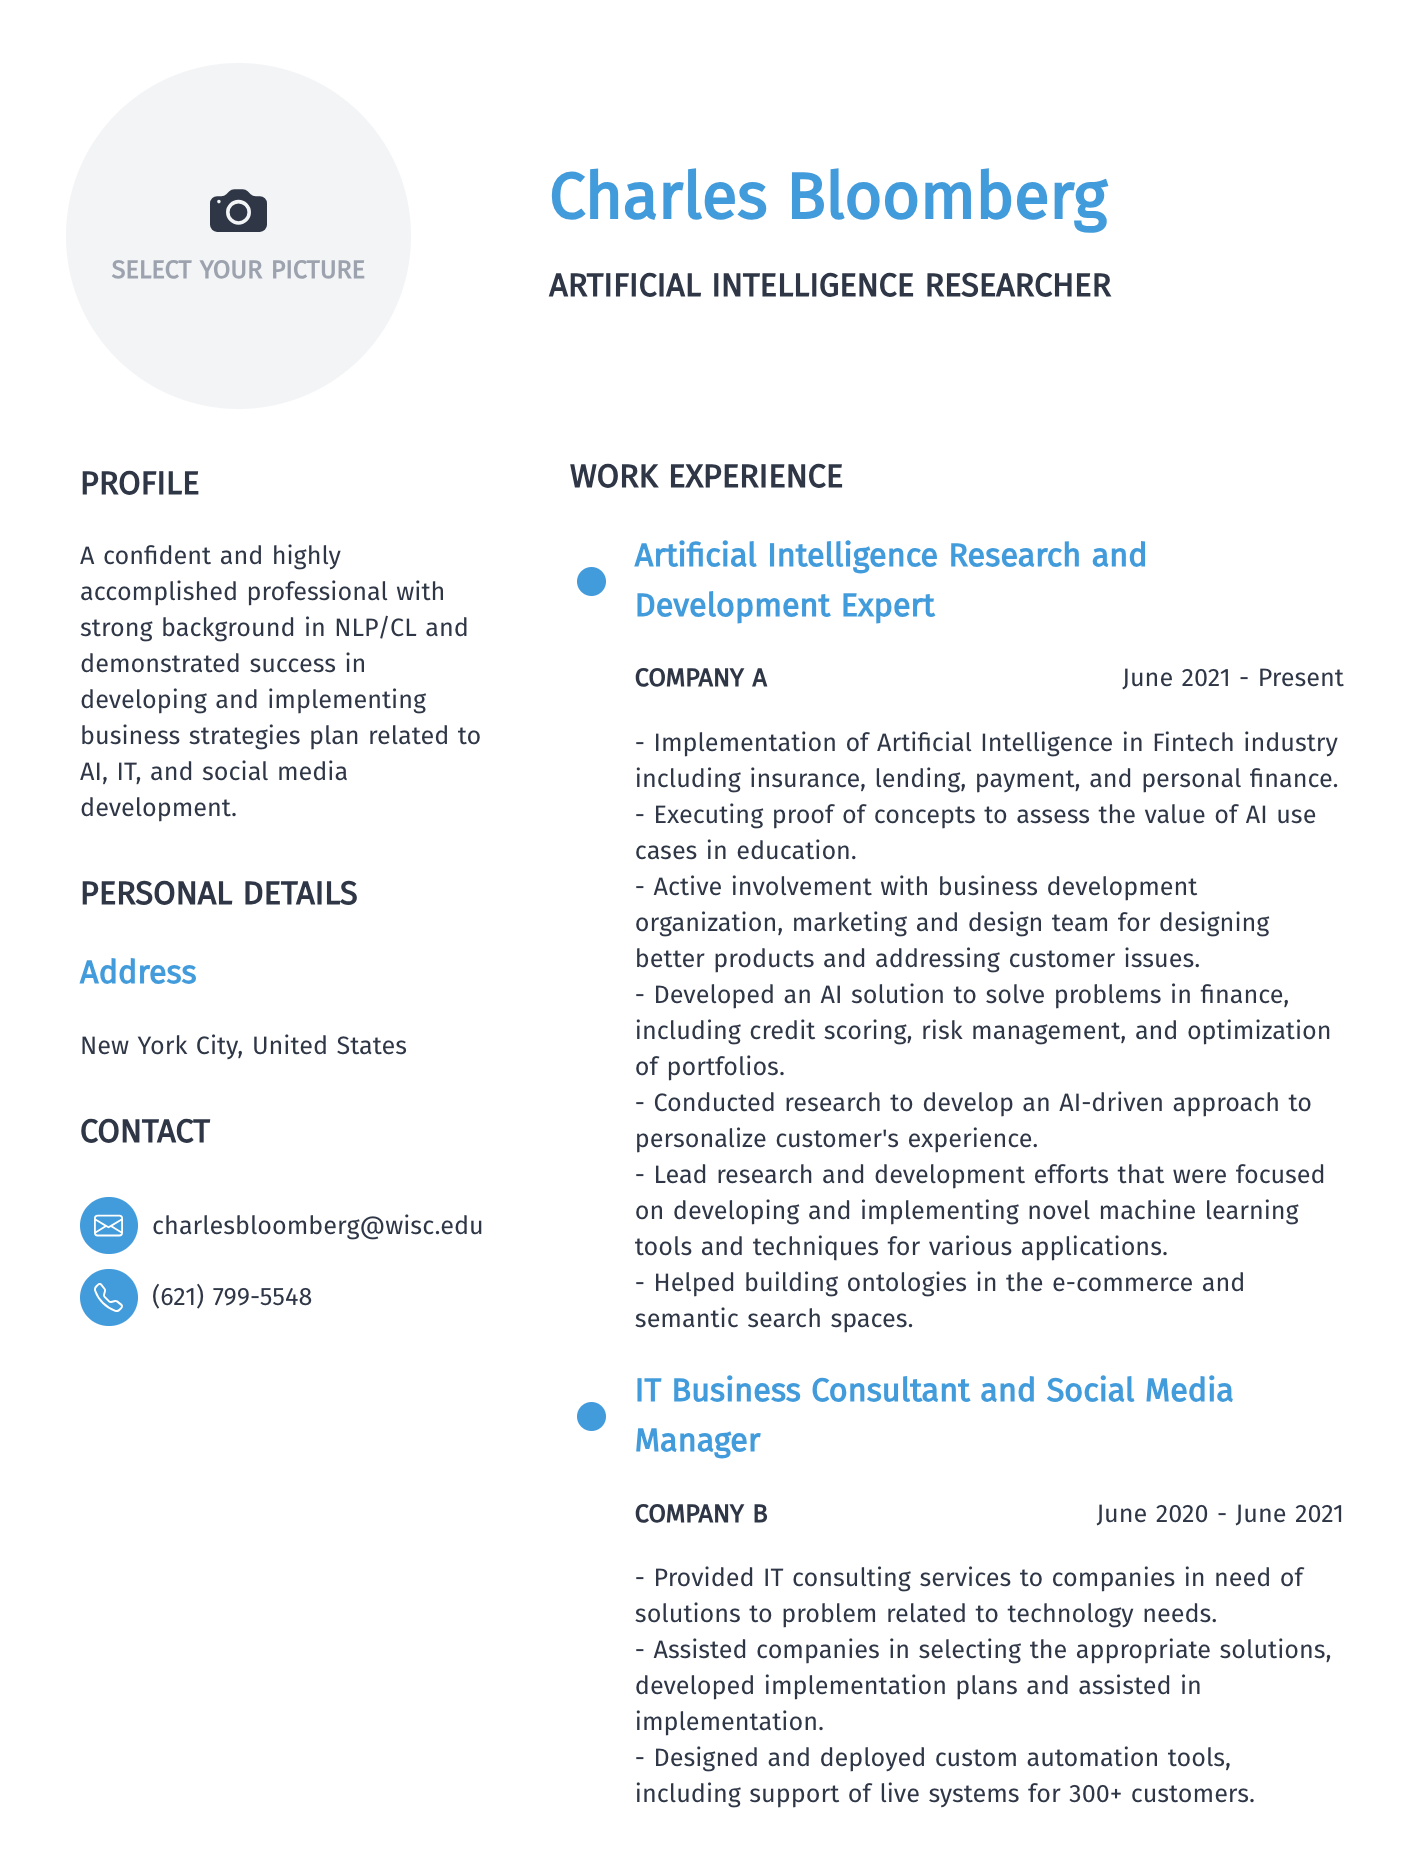 SELECT YOUR PICTURE
Charles Bloomberg
ARTIFICIAL INTELLIGENCE RESEARCHER
PROFILE
A confident and highly
accomplished professional with
strong background in NLP/CL and
demonstrated success in
developing and implementing
business strategies plan related to
AI, IT, and social media
development.
PERSONAL DETAILS
Address
New York City, United States
CONTACT
charlesbloomberg@wisc.edu
(621) 799-5548
WORK EXPERIENCE
Artificial Intelligence Research and
Development Expert
COMPANY A June 2021 - Present
- Implementation of Artificial Intelligence in Fintech industry
including insurance, lending, payment, and personal finance.
- Executing proof of concepts to assess the value of AI use
cases in education.
- Active involvement with business development
organization, marketing and design team for designing
better products and addressing customer issues.
- Developed an AI solution to solve problems in finance,
including credit scoring, risk management, and optimization
of portfolios.
- Conducted research to develop an AI-driven approach to
personalize customer's experience.
- Lead research and development efforts that were focused
on developing and implementing novel machine learning
tools and techniques for various applications.
- Helped building ontologies in the e-commerce and
semantic search spaces.
IT Business Consultant and Social Media
Manager
COMPANY B June 2020 - June 2021
- Provided IT consulting services to companies in need of
solutions to problem related to technology needs.
- Assisted companies in selecting the appropriate solutions,
developed implementation plans and assisted in
implementation.
- Designed and deployed custom automation tools,
including support of live systems for 300+ customers.